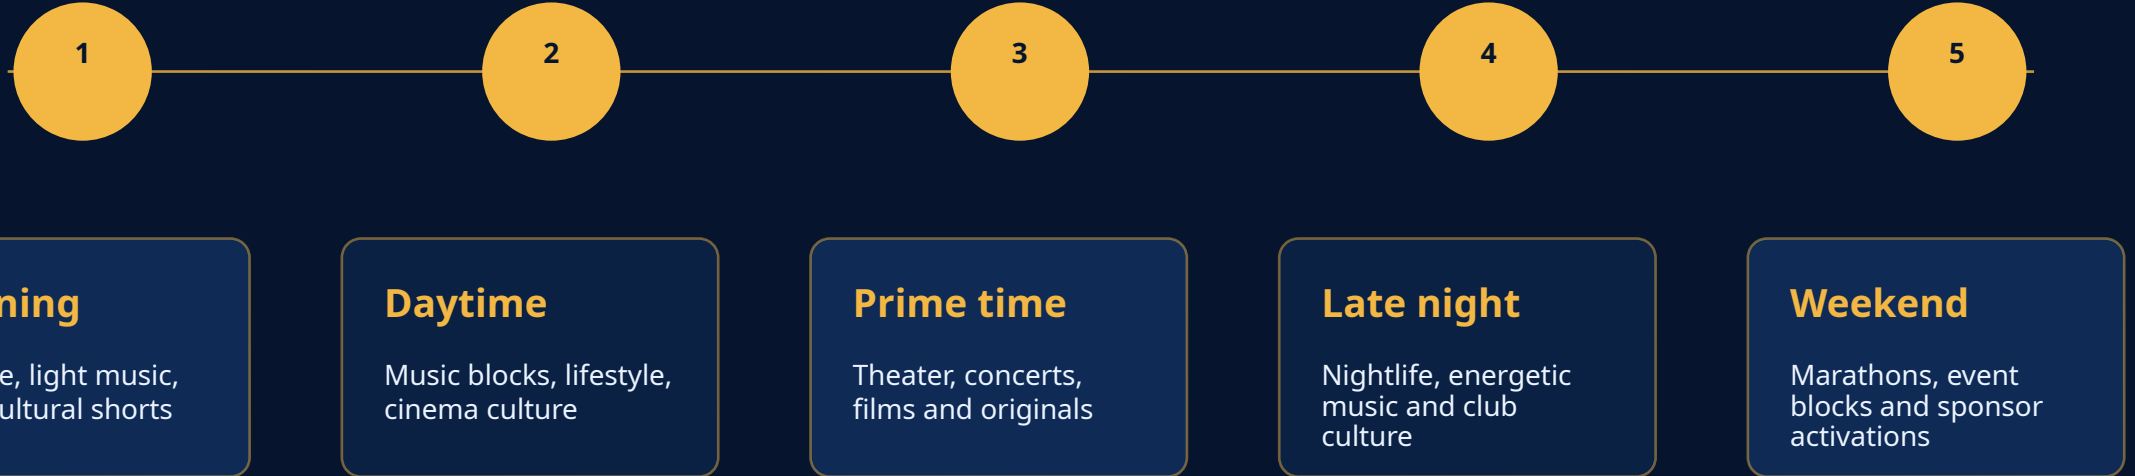 1
2
3
4
5
ning
e, light music,
ultural shorts
Daytime
Music blocks, lifestyle,
cinema culture
Prime time
Theater, concerts,
films and originals
Late night
Nightlife, energetic
music and club
culture
Weekend
Marathons, event
blocks and sponsor
activations